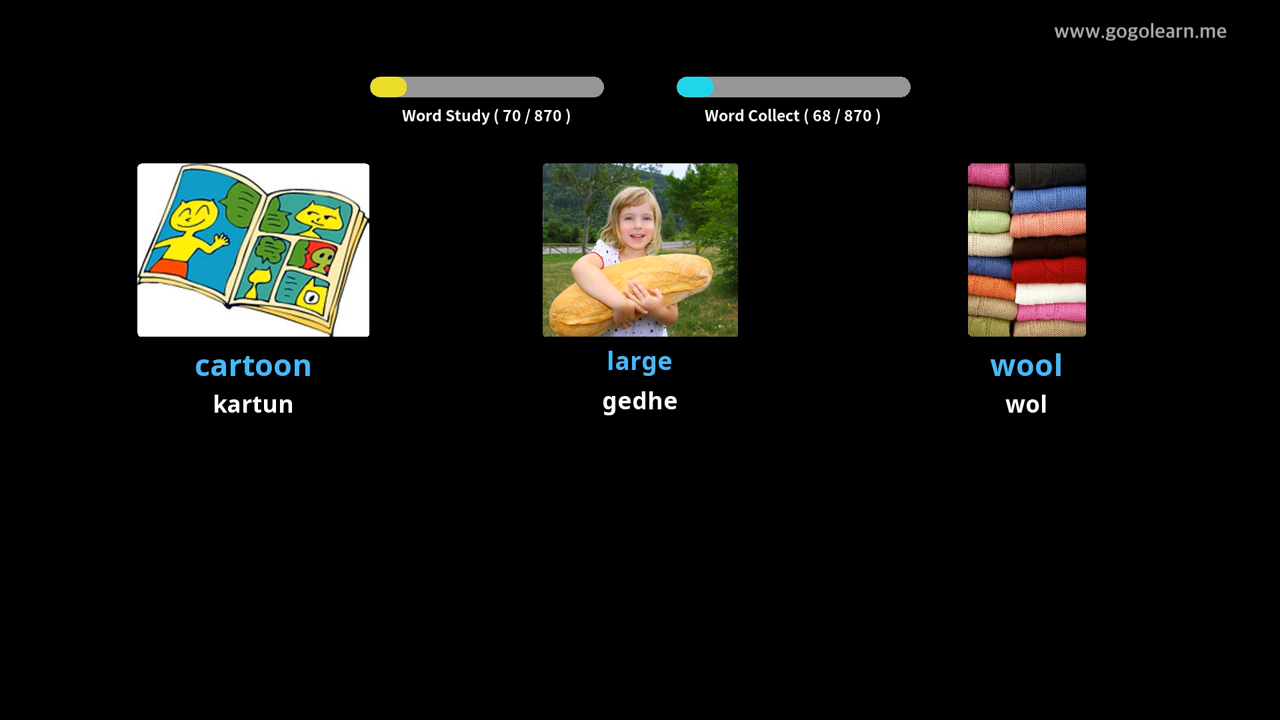 www.gogolearn.me
Word Study ( 70 / 870 )
Word Collect ( 68 / 870 )
cartoon
kartun
large
gedhe
wool
wol